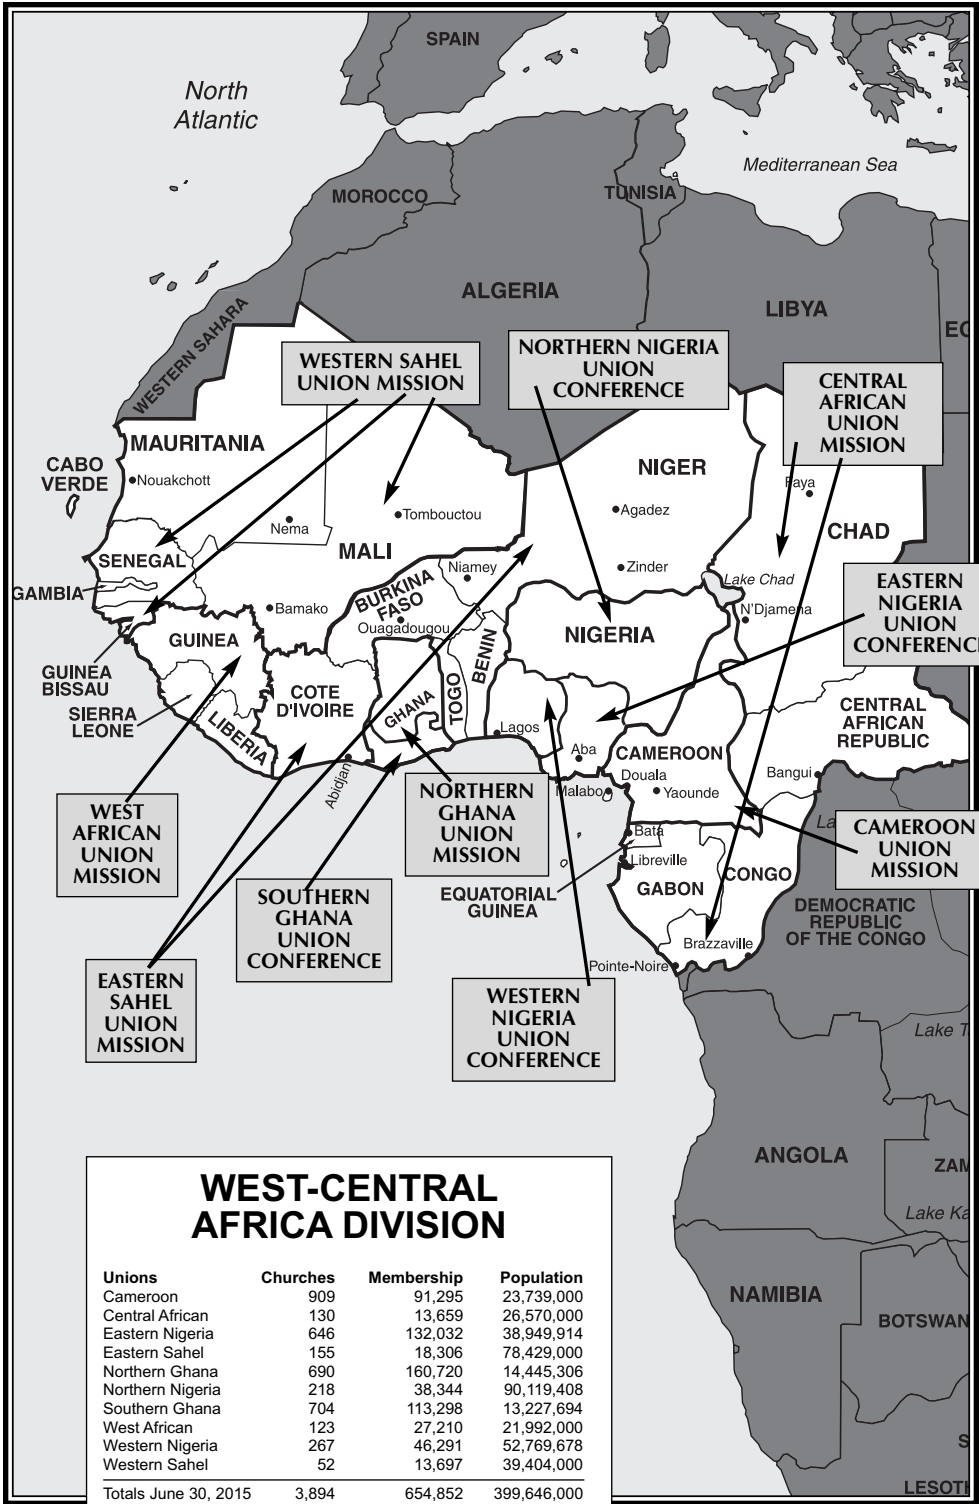 SPAIN
North
Atlantic
Mediterranean Sea
MOROCCO
TUNISIA
ALGERIA
LIBYA
WESTERN SAHARA
WESTERN SAHEL
UNION MISSION
NORTHERN NIGERIA
UNION
CONFERENCE
CENTRAL
AFRICAN
UNION
MISSION
MAURITANIA
CABO
VERDE
Nouakchott
NIGER
Faya
Agadez
Tombouctou
Nema
MALI
CHAD
SENEGAL
Niamey
Zinder
Lake Chad
EASTERN
NIGERIA
UNION
CONFERENCE
GAMBIA
BURKINA
FASO
Bamako
N'Djamena
Ouagadougou
GUINEA
NIGERIA
BENIN
GUINEA
BISSAU
COTE
D'IVOIRE
GHANA
TOGO
SIERRA
LEONE
LIBERIA
CENTRAL
AFRICAN
REPUBLIC
Lagos
Aba
CAMEROON
Abidjan
Douala
Bangui
Malabo
Yaounde
WEST
AFRICAN
UNION
MISSION
NORTHERN
GHANA
UNION
MISSION
La
CAMEROON
UNION
MISSION
Bata
Libreville
GABON
CONGO
EQUATORIAL
GUINEA
SOUTHERN
GHANA
UNION
CONFERENCE
DEMOCRATIC
REPUBLIC
OF THE CONGO
Brazzaville
Pointe-Noire
EASTERN
SAHEL
UNION
MISSION
WESTERN
NIGERIA
UNION
CONFERENCE
Lake T
ANGOLA
ZAM
Lake Ka
NAMIBIA
BOTSWAN
S
LESOT
WEST-CENTRAL
AFRICA DIVISION
Unions Churches Membership Population
Cameroon 909 91,295 23,739,000
Central African 130 13,659 26,570,000
Eastern Nigeria 646 132,032 38,949,914
Eastern Sahel 155 18,306 78,429,000
Northern Ghana 690 160,720 14,445,306
Northern Nigeria 218 38,344 90,119,408
Southern Ghana 704 113,298 13,227,694
West African 123 27,210 21,992,000
Western Nigeria 267 46,291 52,769,678
Western Sahel 52 13,697 39,404,000
Totals June 30, 2015 3,894 654,852 399,646,000